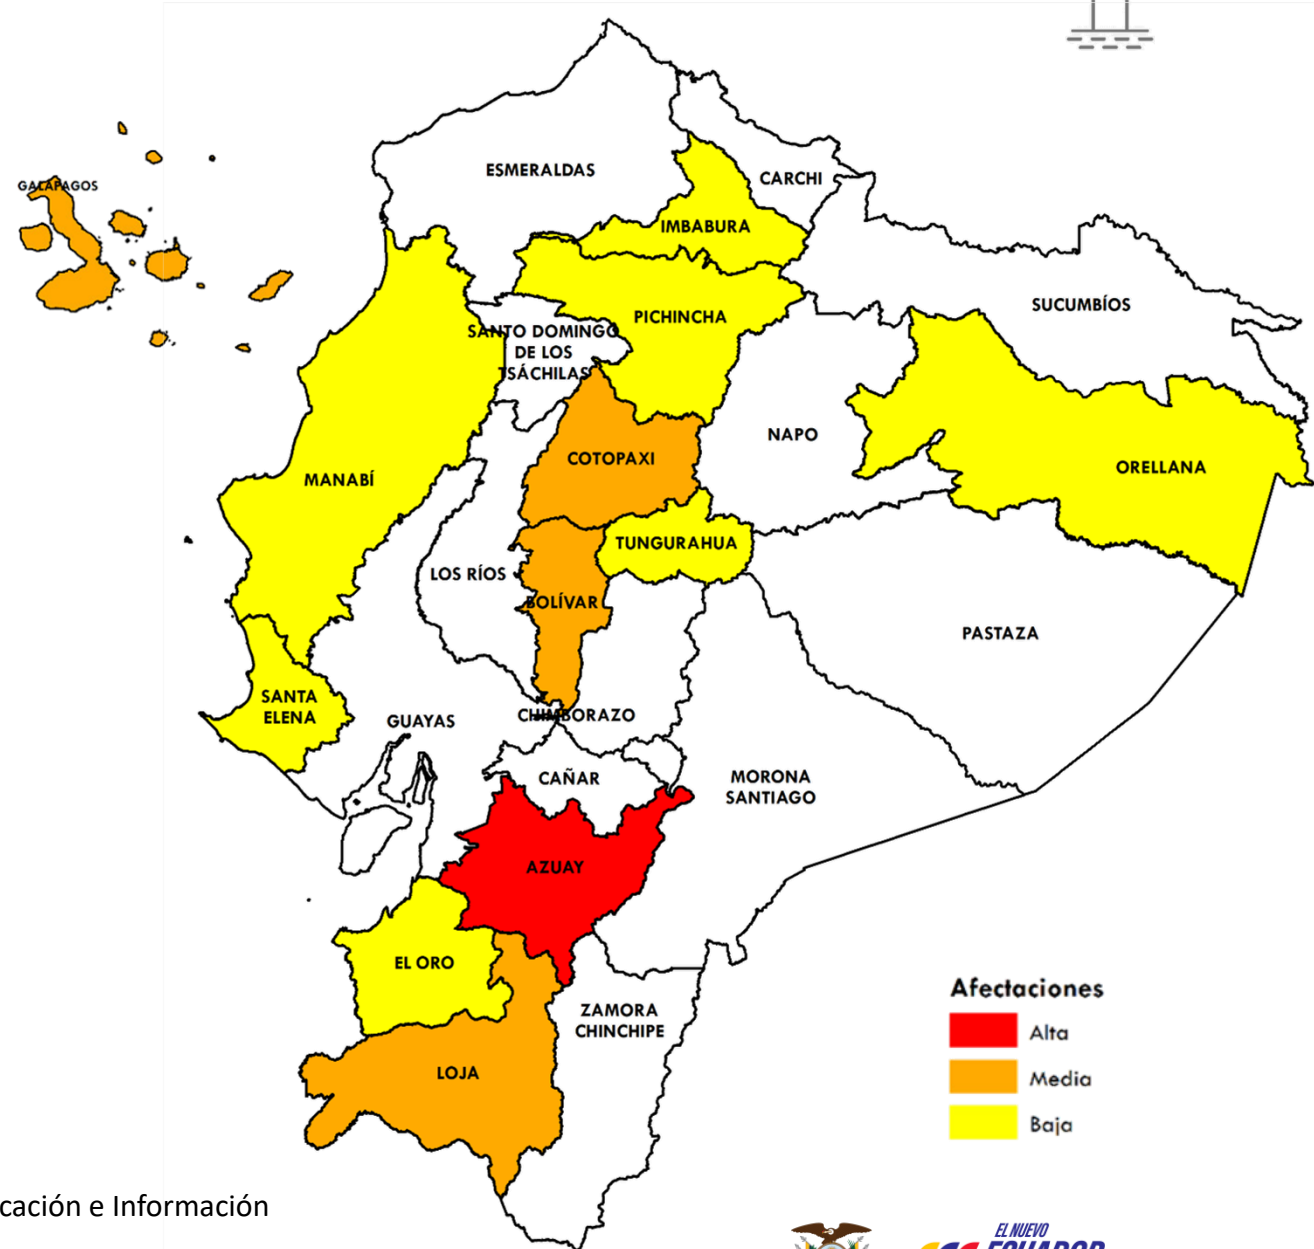 ESMERALDAS
CARCHI
GALÁPAGOS
IMBABURA
SUCUMBÍOS
PICHINCHA
SANTO DOMINGO
DE LOS
TSÁCHILAS
NAPO
COTOPAXI
ORELLANA
MANABÍ
TUNGURAHUA
LOS RÍOS
BOLÍVAR
PASTAZA
SANTA
ELENA
CHIMBORAZO
GUAYAS
CAÑAR
MORONA
SANTIAGO
AZUAY
EL ORO
ZAMORA
CHINCHIPE
LOJA
Afectaciones
Alta
Media
Baja
cación e Información
EL NUEVO
ECUADOR